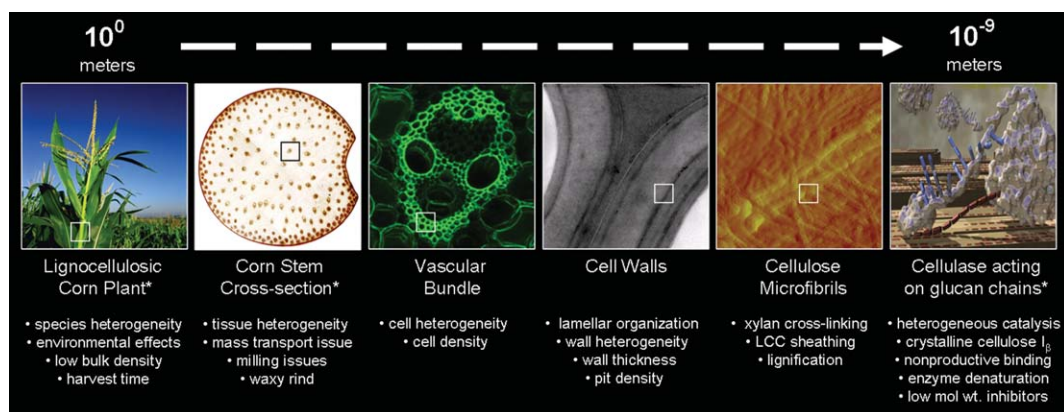 10⁰
meters
10⁻⁹
meters
Lignocellulosic
Corn Plant*
• species heterogeneity
• environmental effects
• low bulk density
• harvest time
Corn Stem
Cross-section*
• tissue heterogeneity
• mass transport issue
• milling issues
• waxy rind
Vascular
Bundle
• cell heterogeneity
• cell density
Cell Walls
• lamellar organization
• wall heterogeneity
• wall thickness
• pit density
Cellulose
Microfibrils
• xylan cross-linking
• LCC sheathing
• lignification
Cellulase acting
on glucan chains*
• heterogeneous catalysis
• crystalline cellulose Iᵦ
• nonproductive binding
• enzyme denaturation
• low mol wt. inhibitors